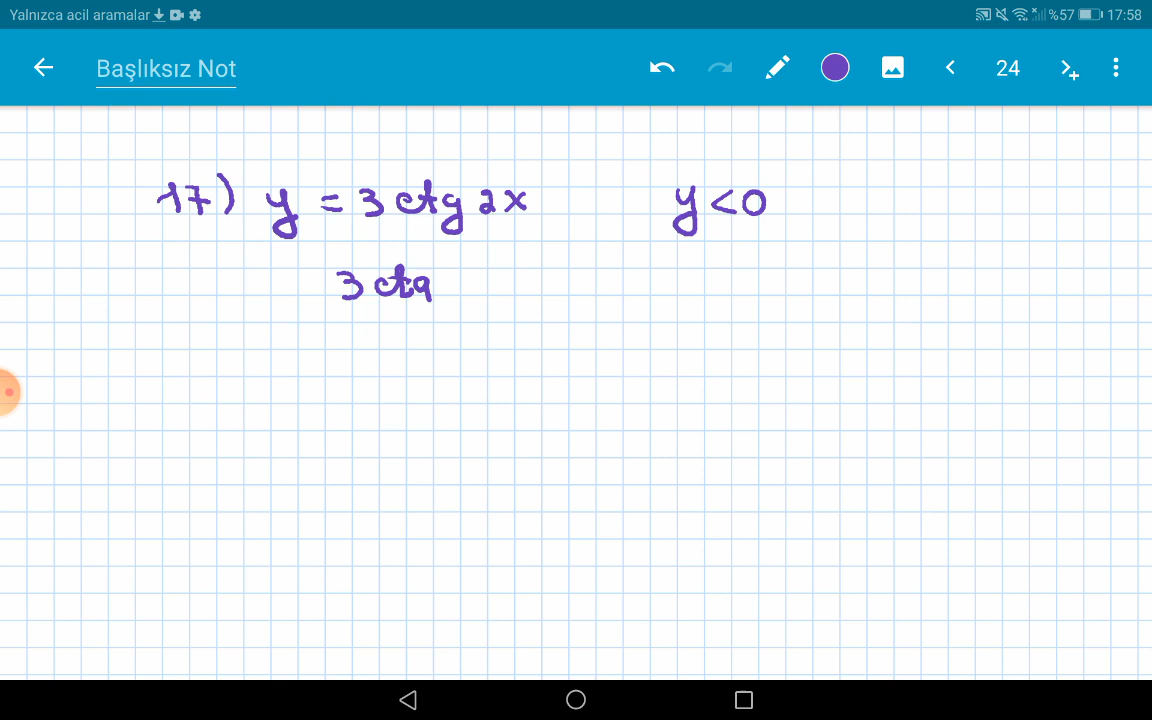 Yalnızca acil aramalar %57 17:58
Başlıksız Not 24
17) y = 3 ctg 2x y < 0
3 ctg